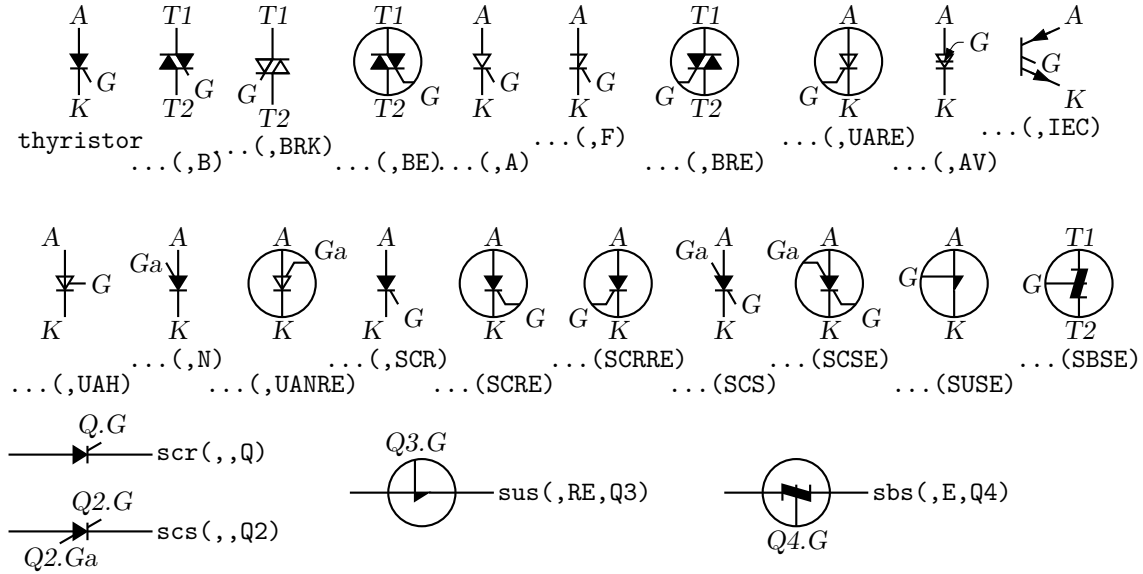 A T1 T1 T1 A A T1 A A A
G G G G G G G G G G
K T2 T2 T2 K K T2 K K K
thyristor ...(,BRK) ...(,F) ...(,UARE) ...(,IEC)
...(,B) ...(,BE) ...(,A) ...(,BRE) ...(,AV)
A A A A A A A A A T1
G Ga Ga G G G Ga G Ga G G G
K K K K K K K K K T2
...(,N) ...(,SCR) ...(SCRRE) ...(SCSE) ...(SBSE)
...(,UAH) ...(,UANRE) ...(SCRE) ...(SCS) ...(SUSE)
Q.G Q3.G
scr(,,Q)
sus(,RE,Q3) sbs(,E,Q4)
Q2.G
scs(,,Q2)
Q2.Ga Q4.G